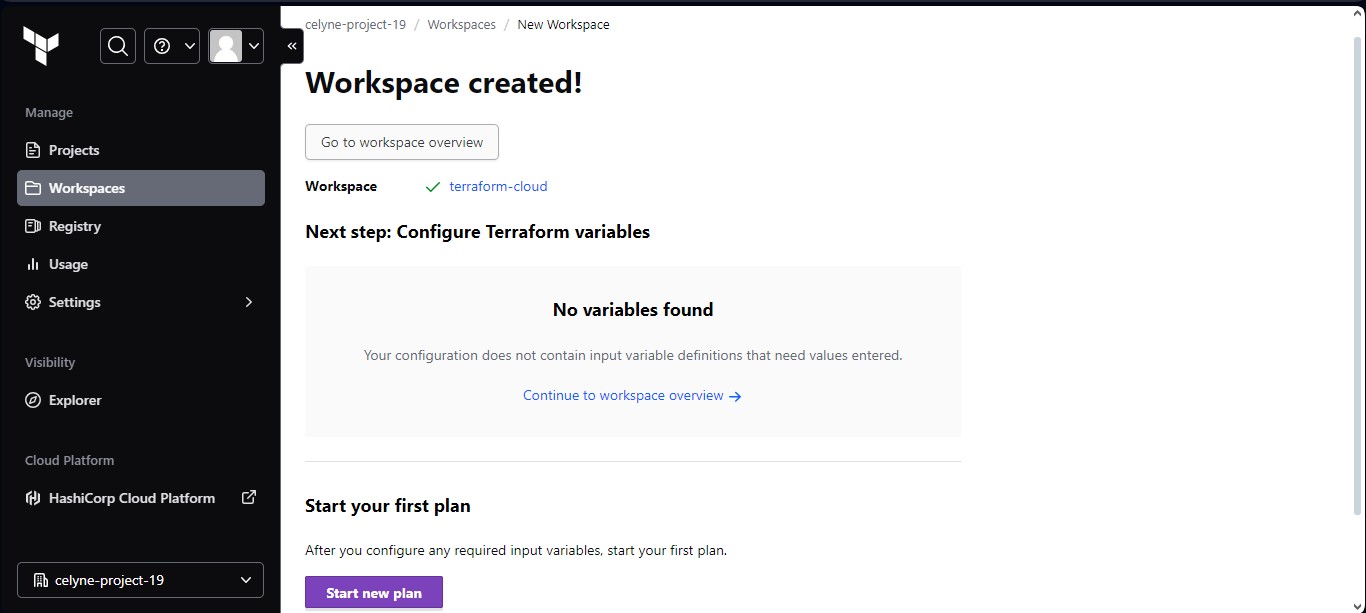 celyne-project-19 / Workspaces / New Workspace
Manage
Projects
Workspaces
Registry
Usage
Settings
Visibility
Explorer
Cloud Platform
HashiCorp Cloud Platform
celyne-project-19
Workspace created!
Go to workspace overview
Workspace terraform-cloud
Next step: Configure Terraform variables
No variables found
Your configuration does not contain input variable definitions that need values entered.
Continue to workspace overview →
Start your first plan
After you configure any required input variables, start your first plan.
Start new plan